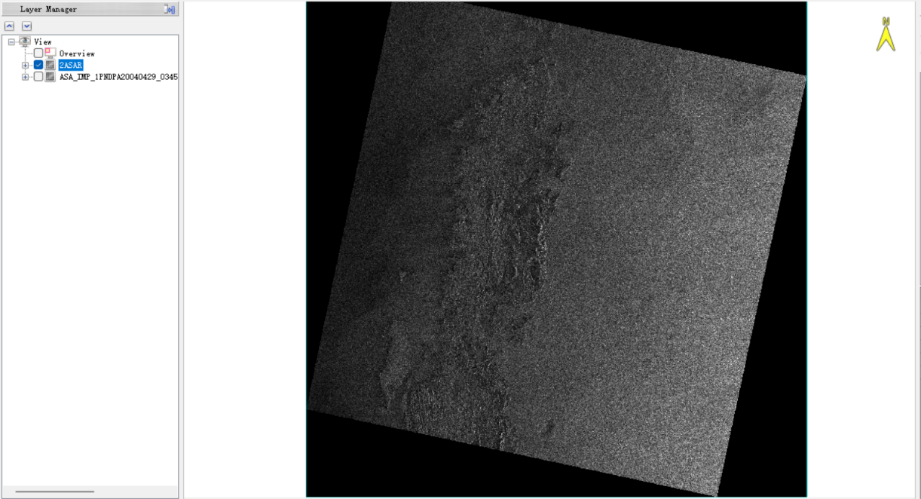 Layer Manager
View
Overview
2ASAR
ASA_IMP_1PNDPA20040429_0345
N